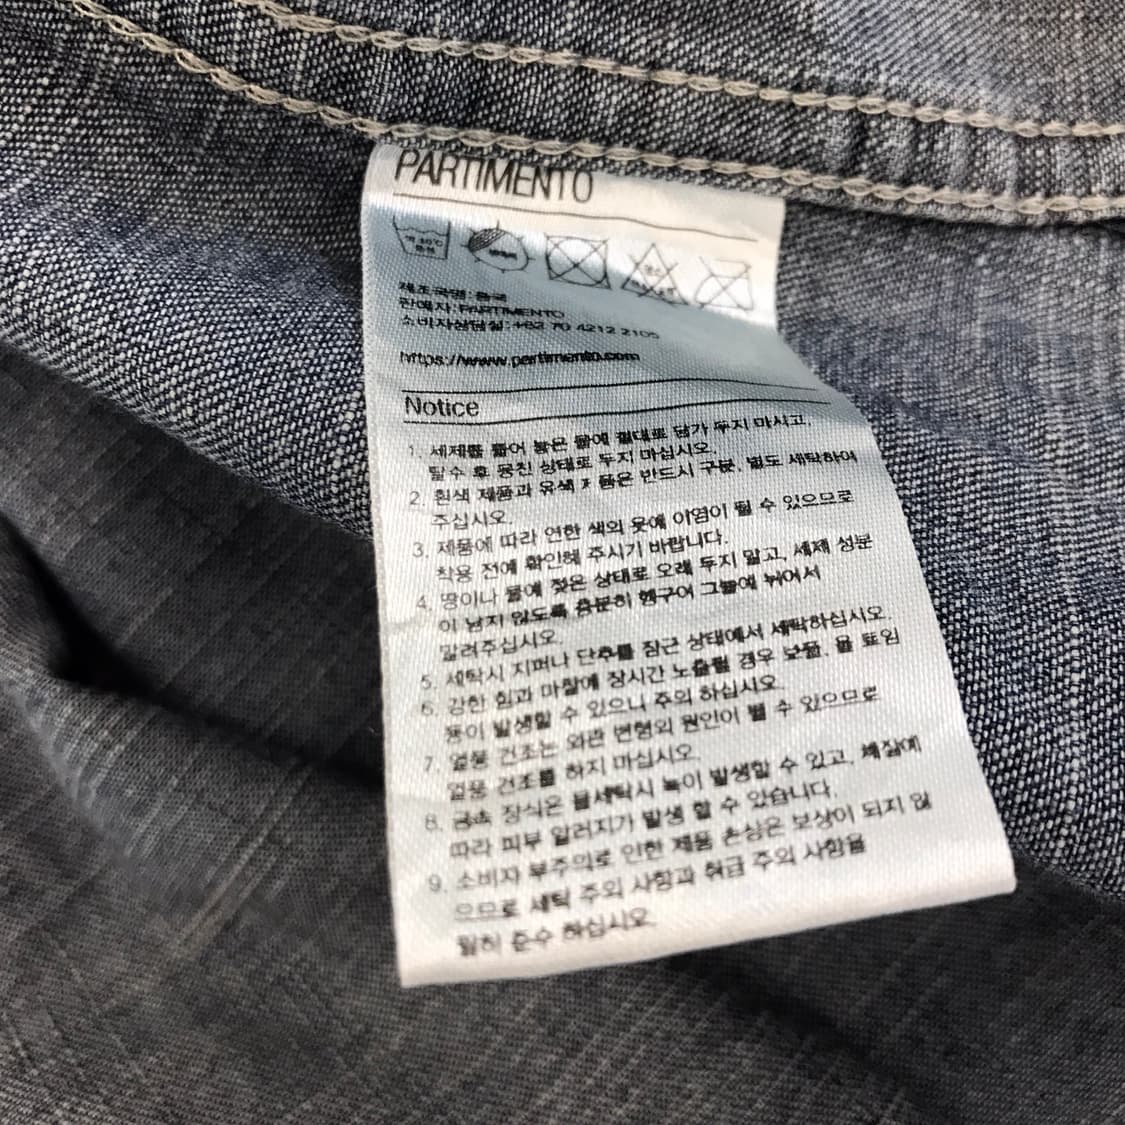 PARTIMENTO
약 30℃
중성
제조국명: 중국
판매자: PARTIMENTO
소비자상담실: +82 70 4212 2105
https://www.partimento.com
Notice
1. 세제를 풀어 놓은 물에 절대로 담가 두지 마시고,
탈수 후 뭉친 상태로 두지 마십시오.
2. 흰색 제품과 유색 제품은 반드시 구분, 별도 세탁하여
주십시오.
3. 제품에 따라 연한 색의 옷에 이염이 될 수 있으므로
착용 전에 확인해 주시기 바랍니다.
4. 땀이나 물에 젖은 상태로 오래 두지 말고, 세제 성분
이 남지 않도록 충분히 헹구어 그늘에 뉘어서
말려주십시오.
5. 세탁시 지퍼나 단추를 잠근 상태에서 세탁하십시오.
6. 강한 힘과 마찰에 장시간 노출될 경우 보풀, 올 트임
등이 발생할 수 있으니 주의 하십시오.
7. 열풍 건조는 외관 변형의 원인이 될 수 있으므로
열풍 건조를 하지 마십시오.
8. 금속 장식은 물세탁시 녹이 발생할 수 있고, 체질에
따라 피부 알러지가 발생 할 수 있습니다.
9. 소비자 부주의로 인한 제품 손상은 보상이 되지 않
으므로 세탁 주의 사항과 취급 주의 사항을
필히 준수 하십시오.